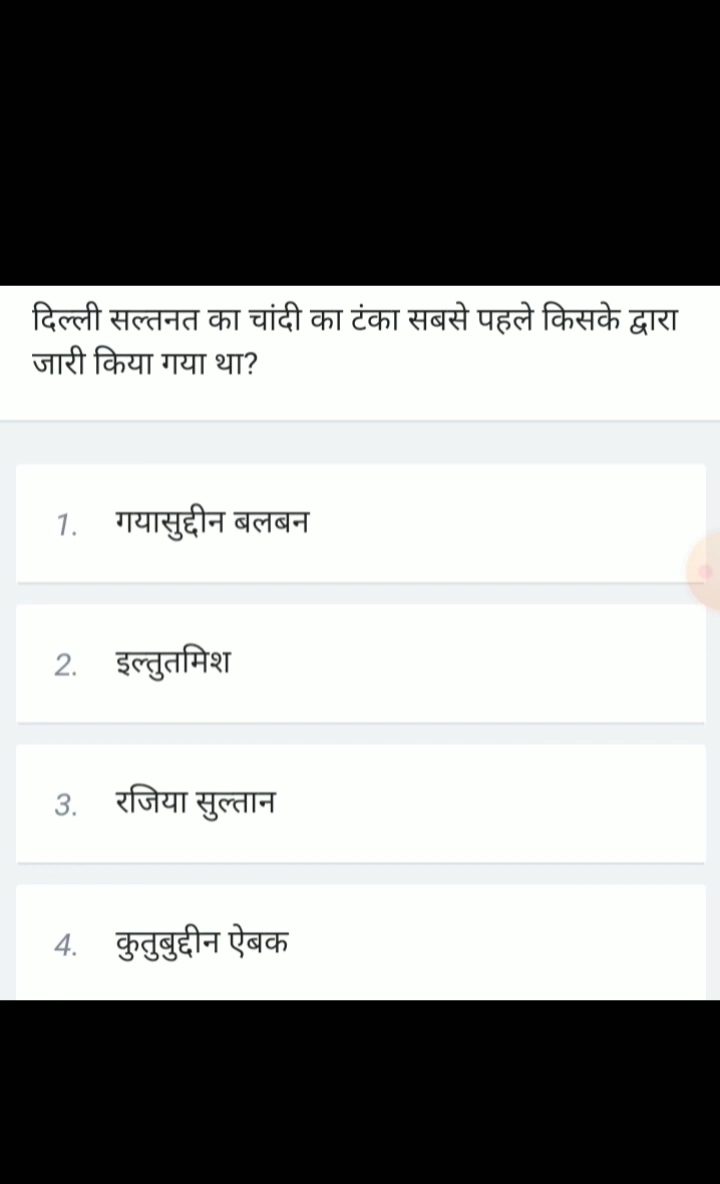 दिल्ली सल्तनत का चांदी का टंका सबसे पहले किसके द्वारा
जारी किया गया था?
1. गयासुद्दीन बलबन
2. इल्तुतमिश
3. रजिया सुल्तान
4. कुतुबुद्दीन ऐबक